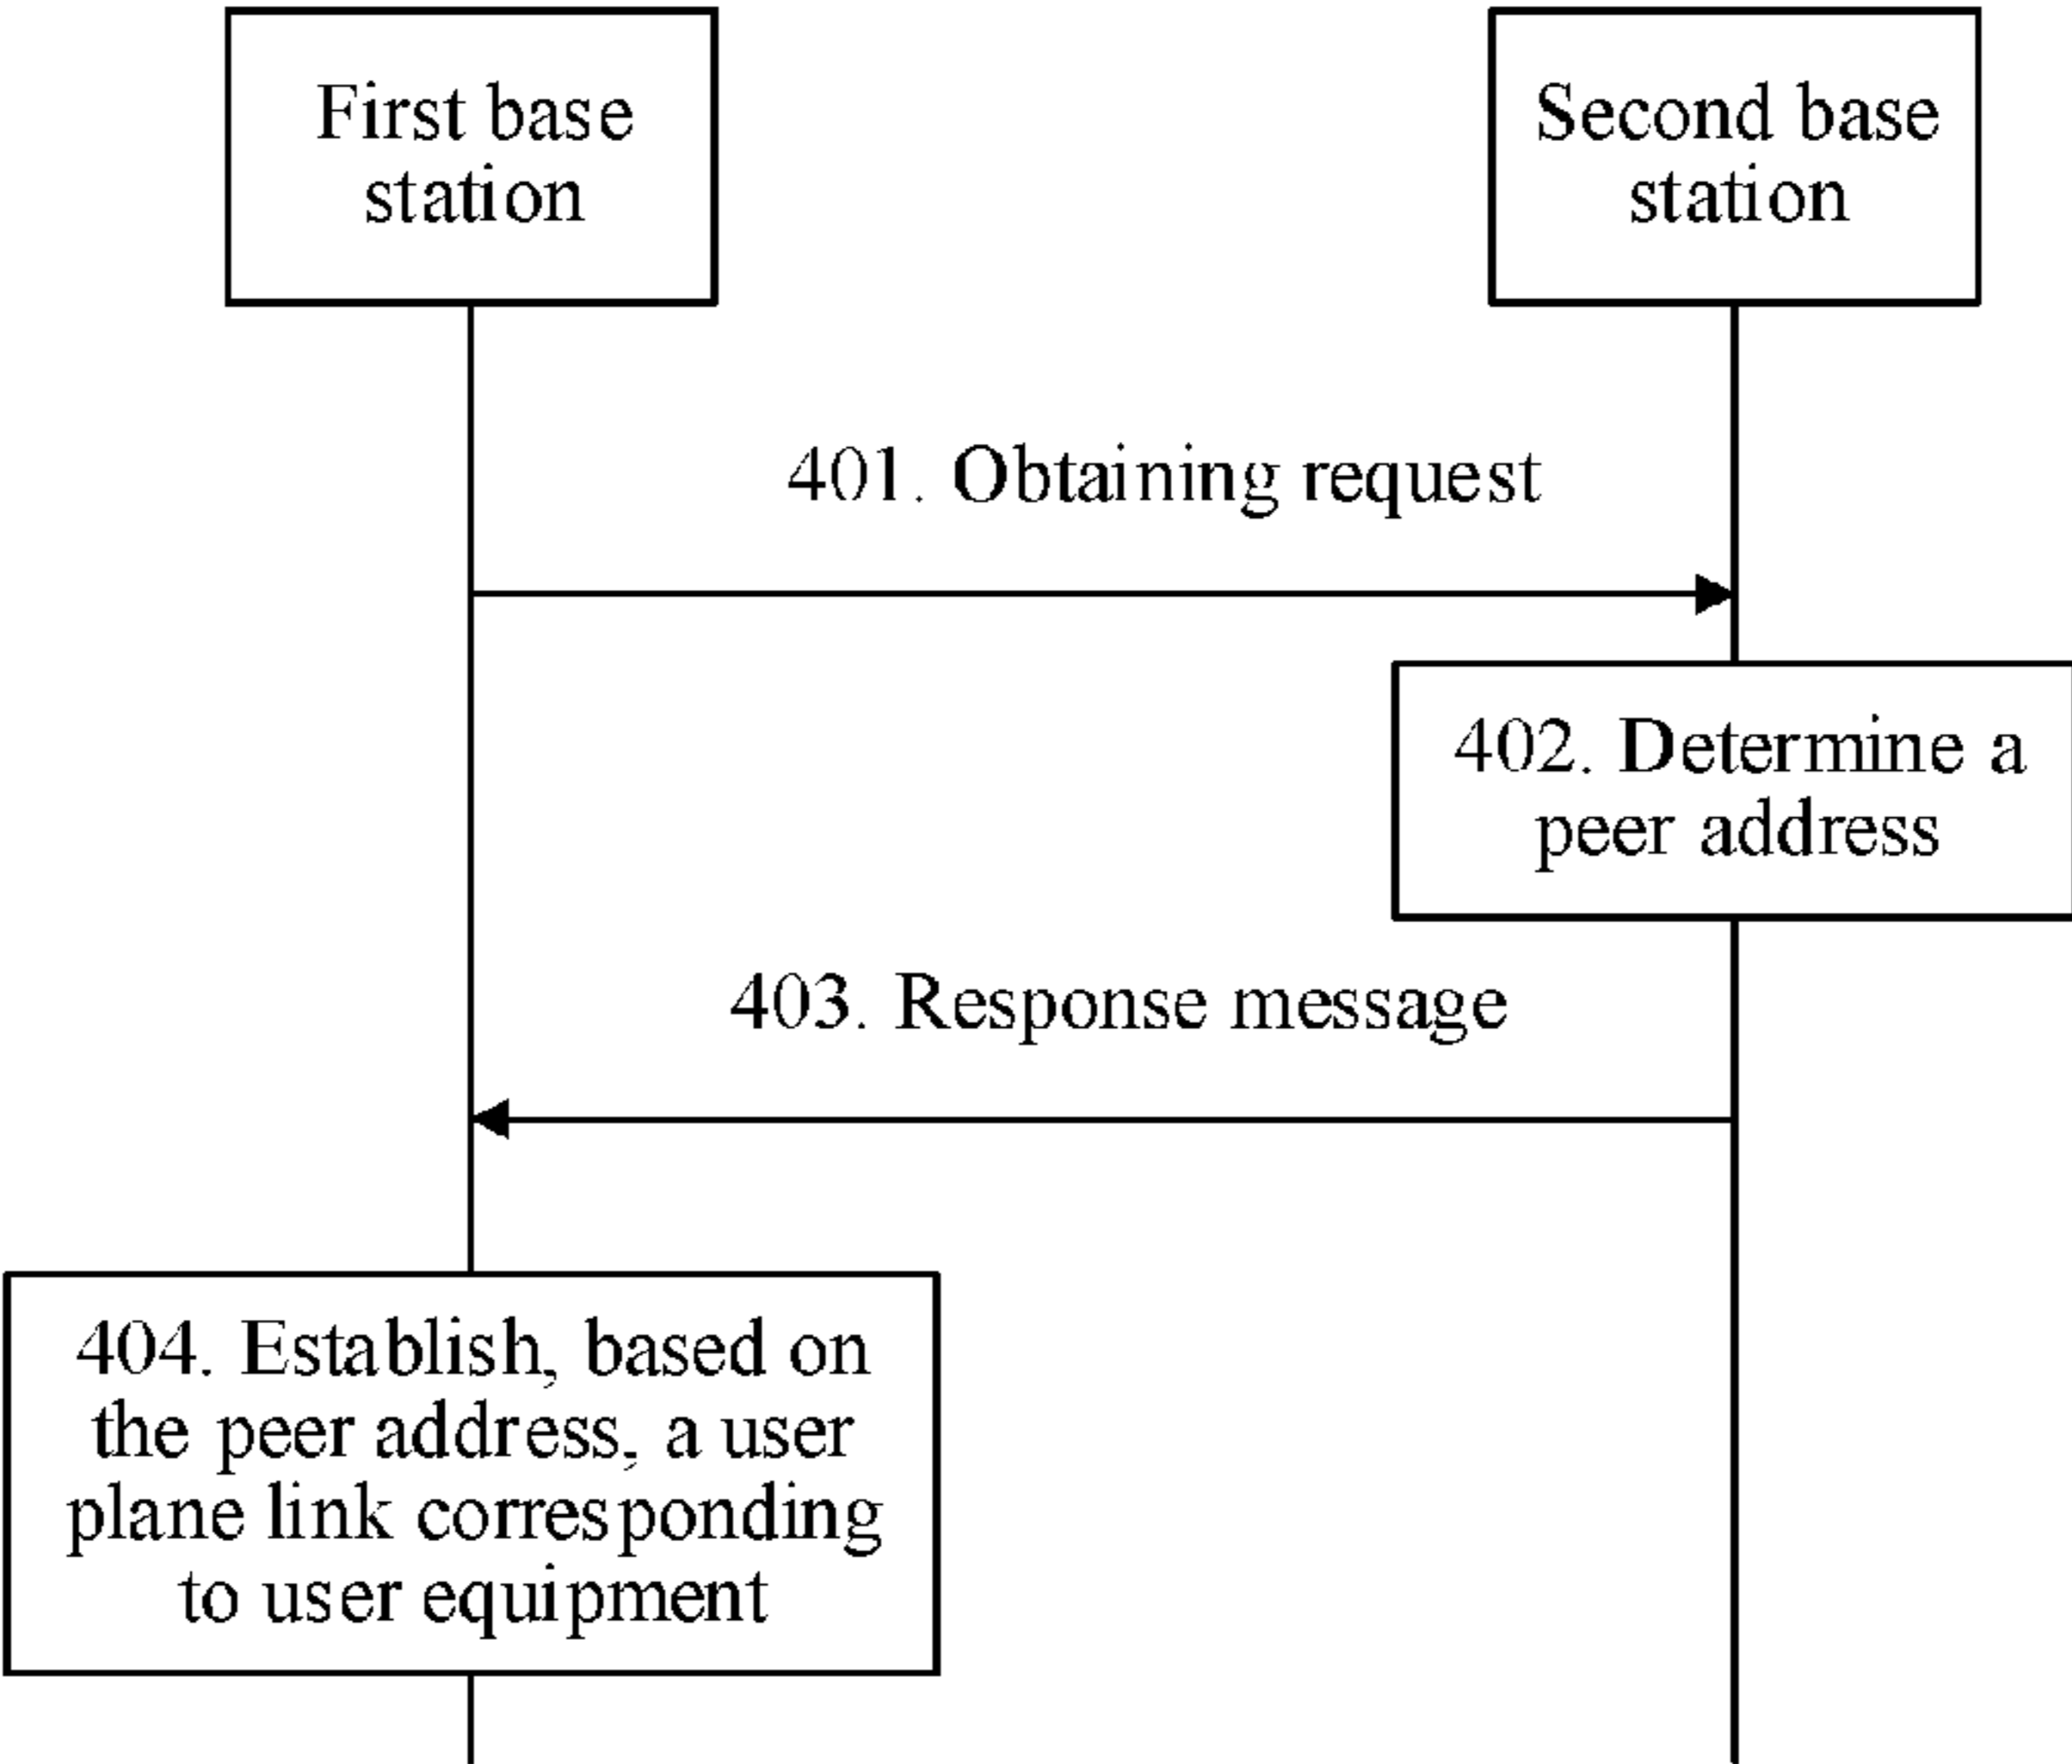 First base
station
Second base
station
401. Obtaining request
402. Determine a
peer address
403. Response message
404. Establish, based on
the peer address, a user
plane link corresponding
to user equipment